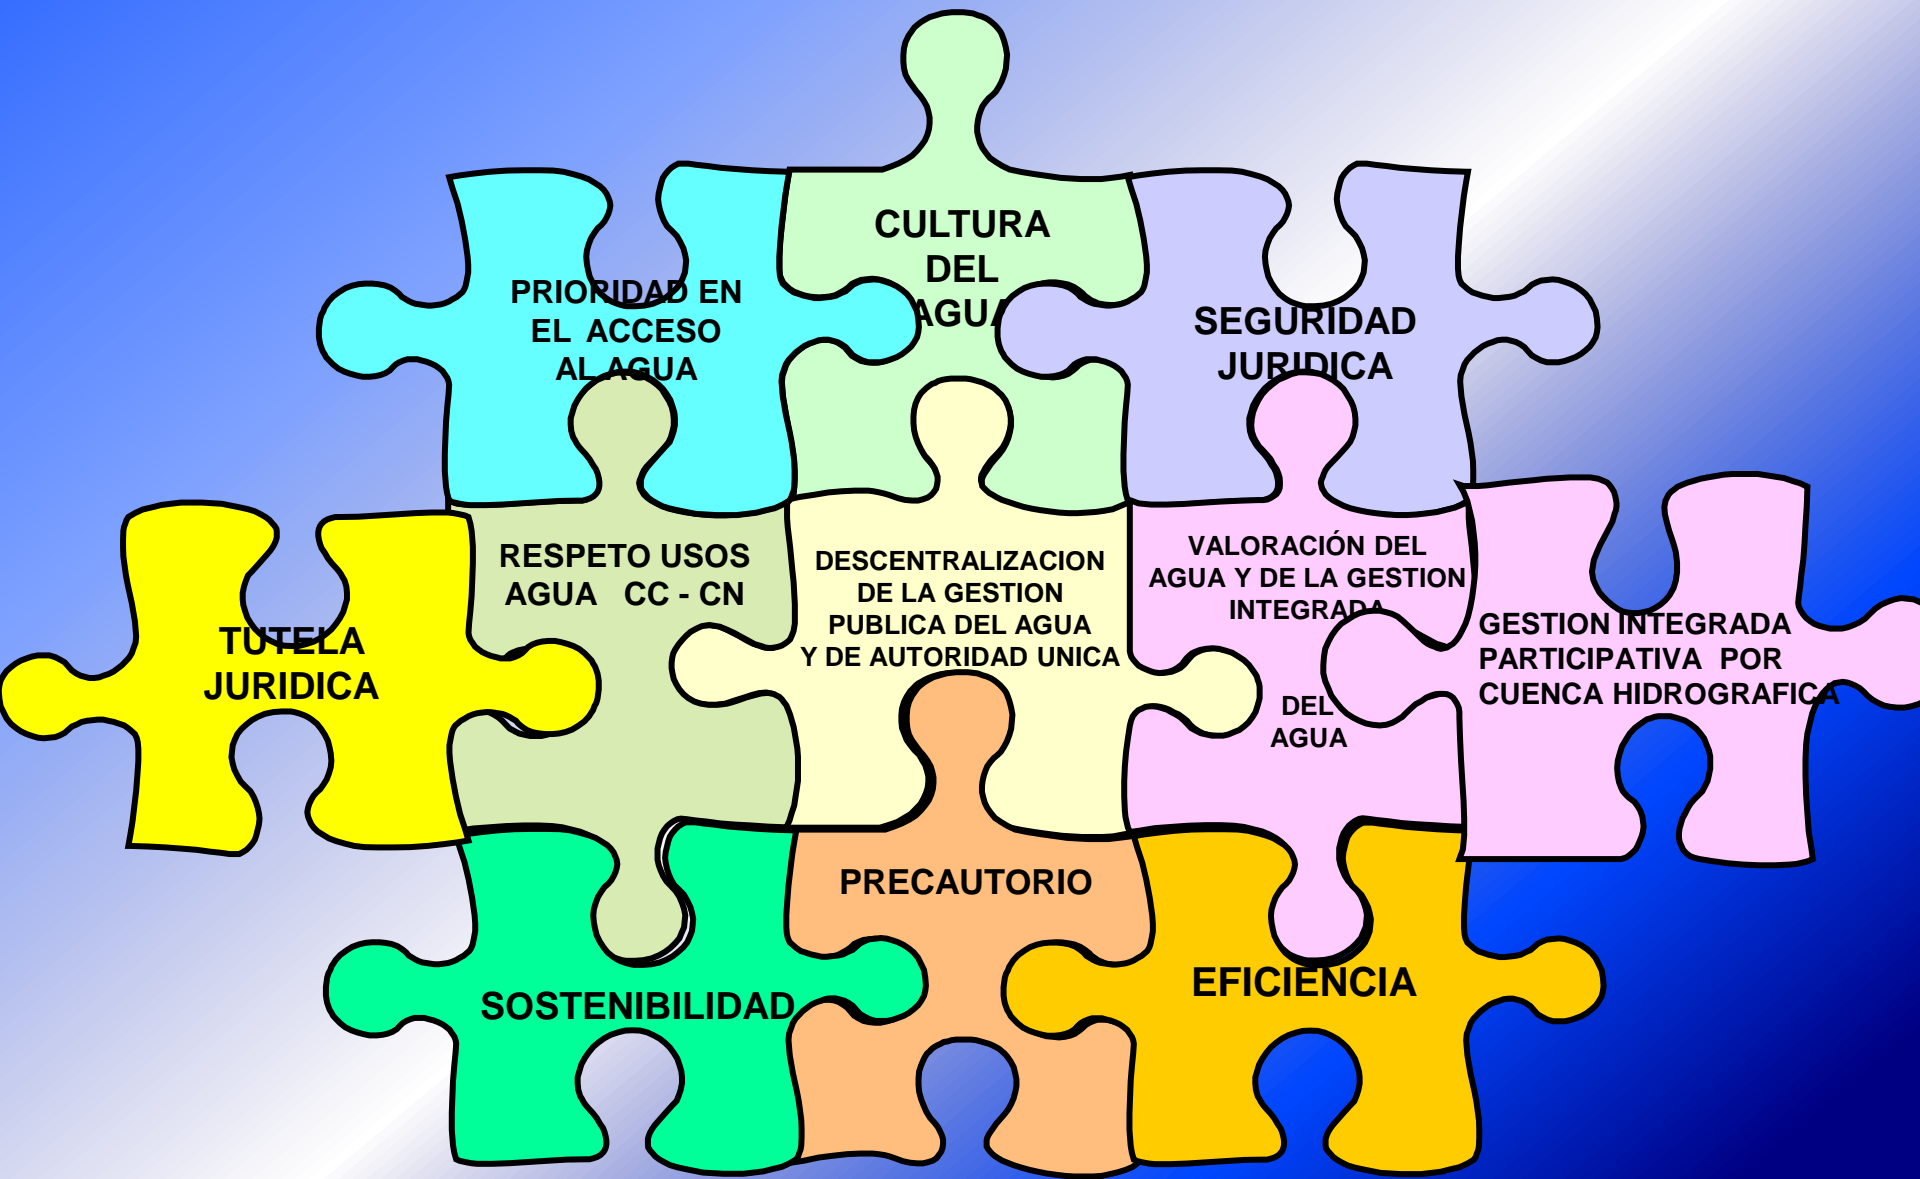 CULTURA
DEL
AGUA
PRIORIDAD EN
EL ACCESO
AL AGUA
SEGURIDAD
JURIDICA
TUTELA
JURIDICA
RESPETO USOS
AGUA CC - CN
DESCENTRALIZACION
DE LA GESTION
PUBLICA DEL AGUA
Y DE AUTORIDAD UNICA
VALORACIÓN DEL
AGUA Y DE LA GESTION
INTEGRADA
DEL
AGUA
GESTION INTEGRADA
PARTICIPATIVA POR
CUENCA HIDROGRAFICA
SOSTENIBILIDAD
PRECAUTORIO
EFICIENCIA